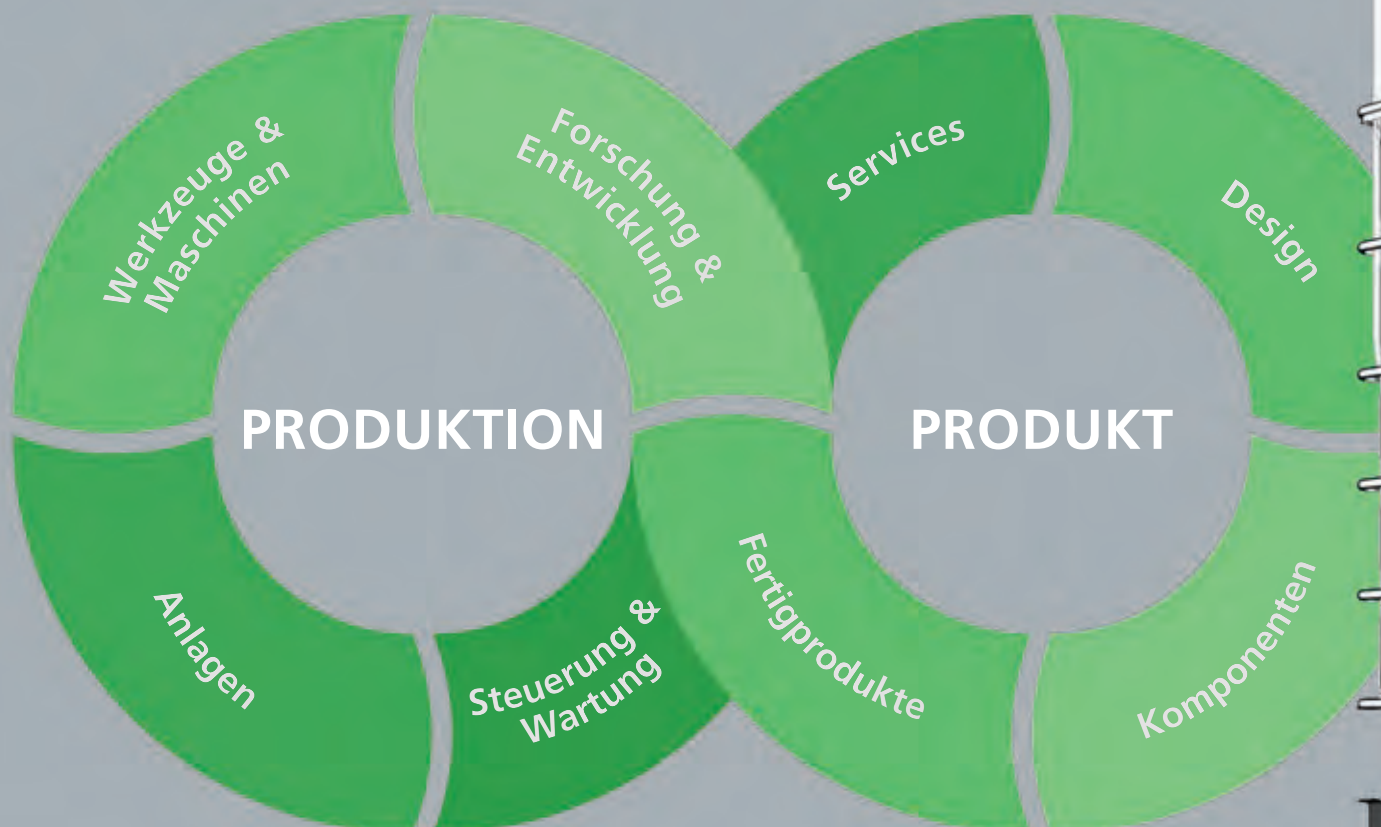 Werkzeuge &
Maschinen
Forschung &
Entwicklung
Services
Design
PRODUKTION
PRODUKT
Anlagen
Steuerung &
Wartung
Fertigprodukte
Komponenten